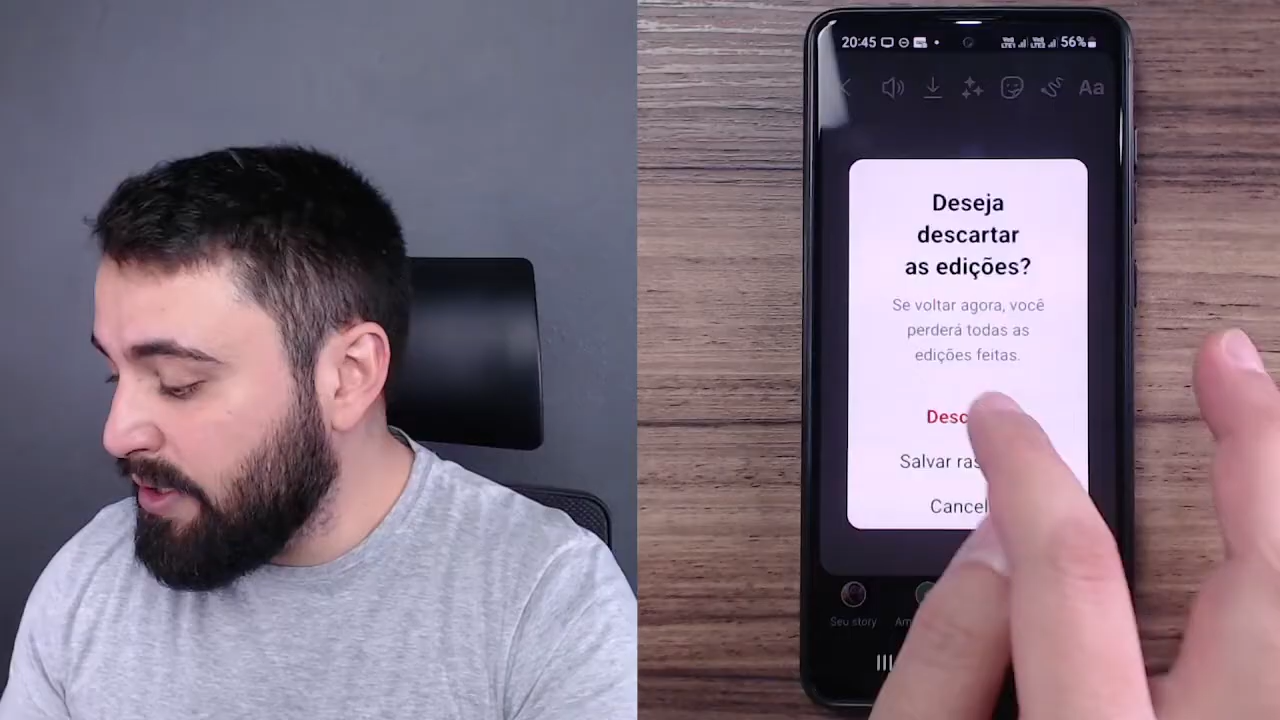 20:45
56%
Aa
Deseja
descartar
as edições?
Se voltar agora, você
perderá todas as
edições feitas.
Salvar
Seu story